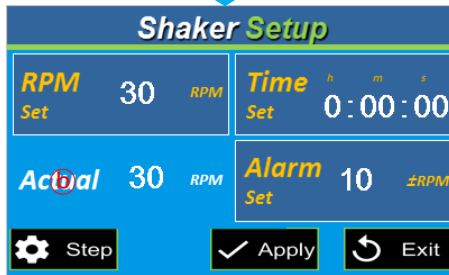 Shaker Setup
RPM 30 RPM
Set
Time h m s
Set 0:00:00
Actual 30 RPM
b
Alarm 10 ±RPM
Set
Step Apply Exit